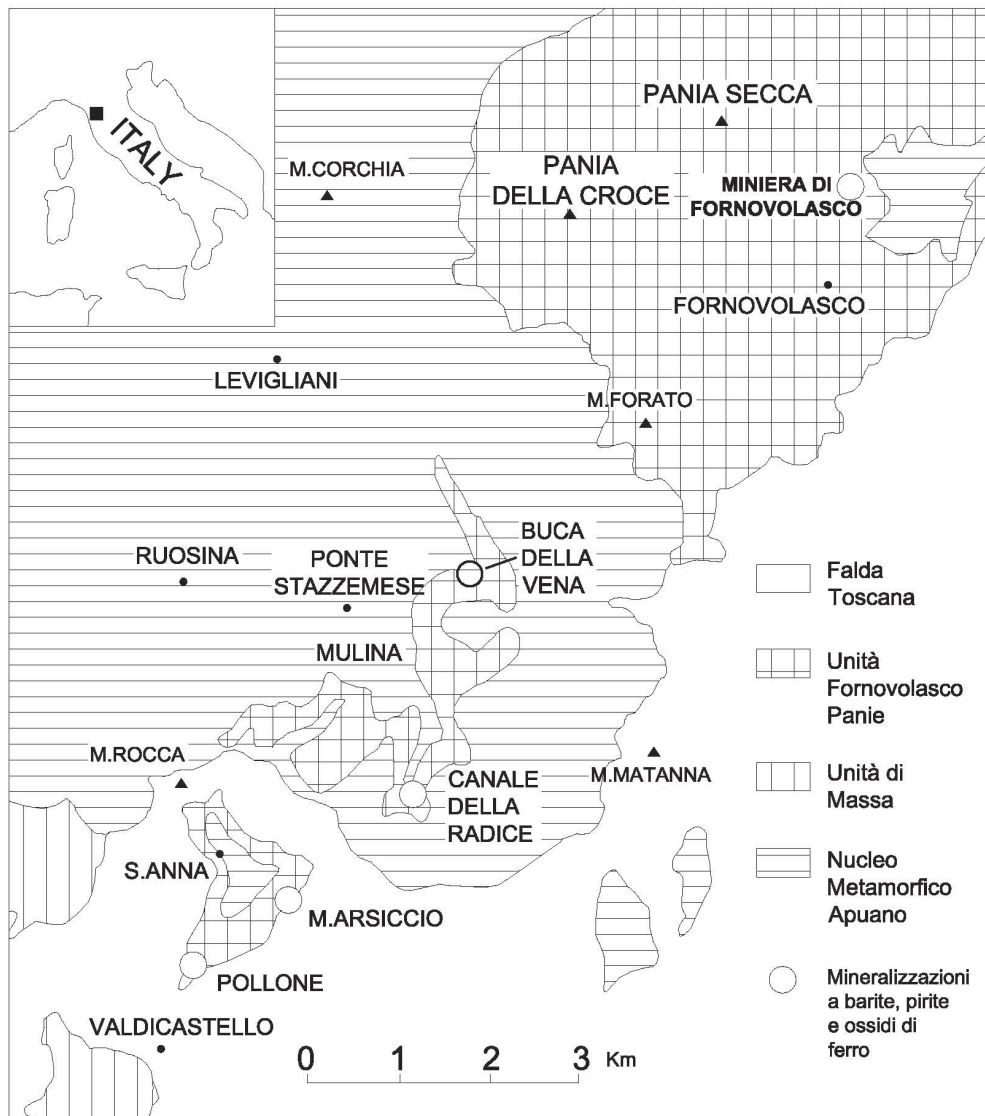 ITALY
PANIA SECCA
M.CORCHIA
PANIA
DELLA CROCE
MINIERA DI
FORNOVOLASCO
FORNOVOLASCO
LEVIGLIANI
M.FORATO
RUOSINA
PONTE
STAZZEMESE
BUCA
DELLA
VENA
MULINA
M.ROCCA
M.MATANNA
CANALE
DELLA
RADICE
S.ANNA
M.ARSICCIO
POLLONE
VALDICASTELLO
Falda
Toscana
Unità
Fornovolasco
Panie
Unità di
Massa
Nucleo
Metamorfico
Apuano
Mineralizzazioni
a barite, pirite
e ossidi di
ferro
0 1 2 3 Km